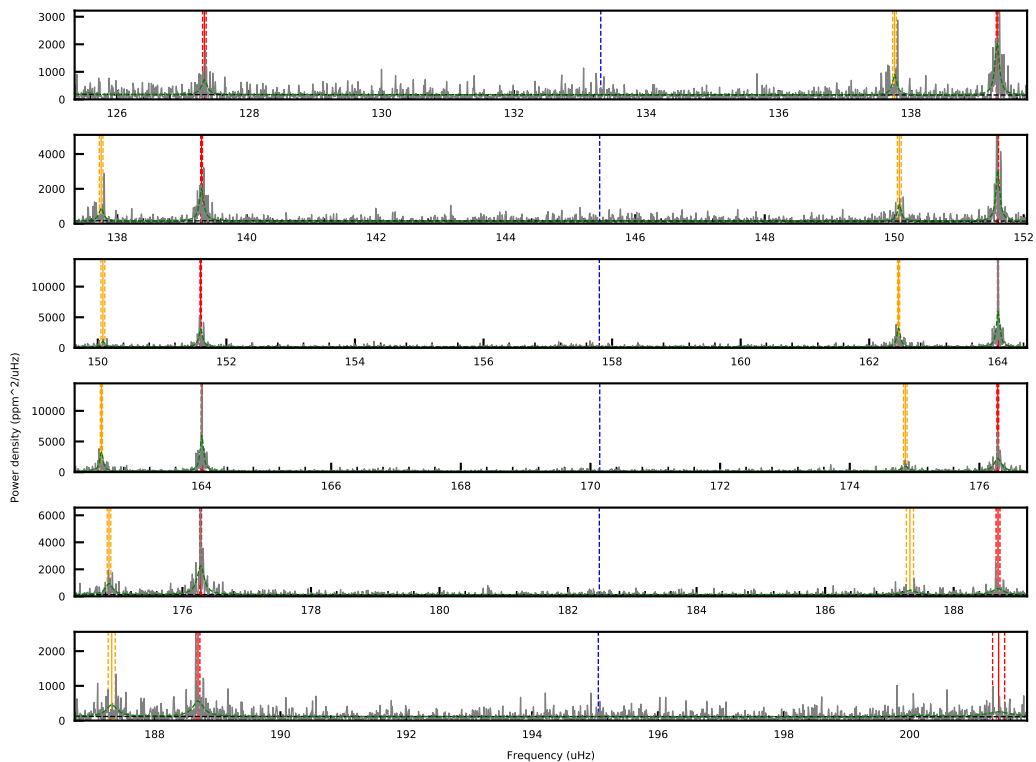 3000
2000
1000
0
126 128 130 132 134 136 138
4000
2000
0
138 140 142 144 146 148 150 152
10000
5000
0
150 152 154 156 158 160 162 164
Power density (ppm^2/uHz)
10000
5000
0
164 166 168 170 172 174 176
6000
4000
2000
0
176 178 180 182 184 186 188
2000
1000
0
188 190 192 194 196 198 200
Frequency (uHz)